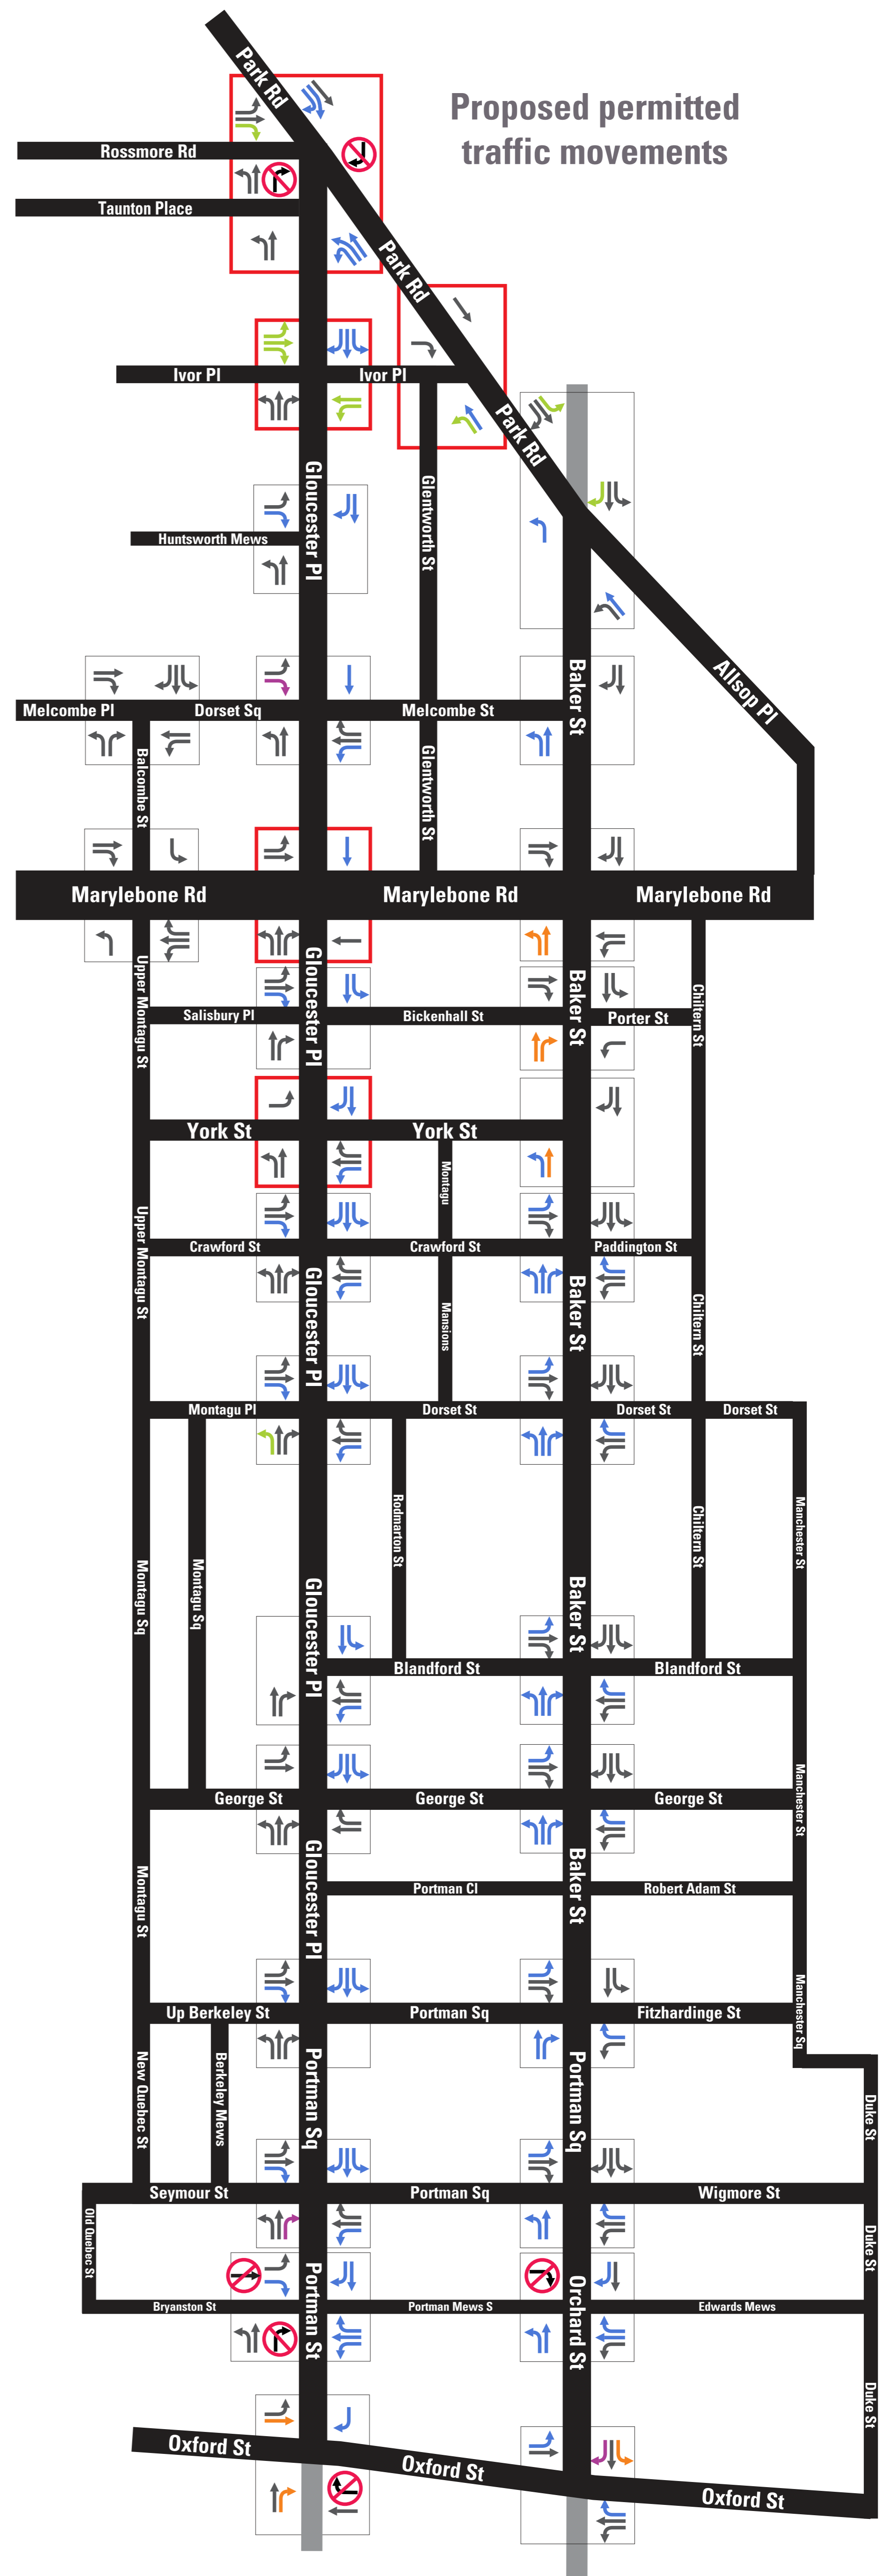 Park Rd
Proposed permitted
traffic movements
Rossmore Rd
Taunton Place
Park Rd
Ivor Pl
Ivor Pl
Park Rd
Gloucester Pl
Glentworth St
Huntsworth Mews
Baker St
Allsop Pl
Melcombe Pl
Dorset Sq
Melcombe St
Balcombe St
Glentworth St
Marylebone Rd
Marylebone Rd
Marylebone Rd
Upper Montagu St
Gloucester Pl
Baker St
Chiltern St
Salisbury Pl
Bickenhall St
Porter St
York St
York St
Montagu
Upper Montagu St
Crawford St
Crawford St
Paddington St
Gloucester Pl
Mansions
Baker St
Chiltern St
Montagu Pl
Dorset St
Dorset St
Dorset St
Rodmarton St
Chiltern St
Manchester St
Montagu Sq
Montagu Sq
Gloucester Pl
Baker St
Blandford St
Blandford St
Manchester St
George St
George St
George St
Gloucester Pl
Baker St
Montagu St
Portman Cl
Robert Adam St
Manchester Sq
Up Berkeley St
Portman Sq
Fitzhardinge St
New Quebec St
Berkeley Mews
Portman Sq
Portman Sq
Duke St
Seymour St
Portman Sq
Wigmore St
Old Quebec St
Duke St
Portman St
Orchard St
Bryanston St
Portman Mews S
Edwards Mews
Duke St
Oxford St
Oxford St
Oxford St